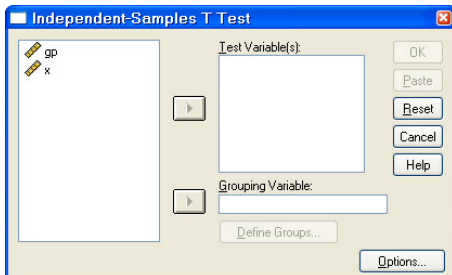 Independent-Samples T Test
gp
x
Test Variable(s):
OK
Paste
Reset
Cancel
Help
Grouping Variable:
Define Groups...
Options...